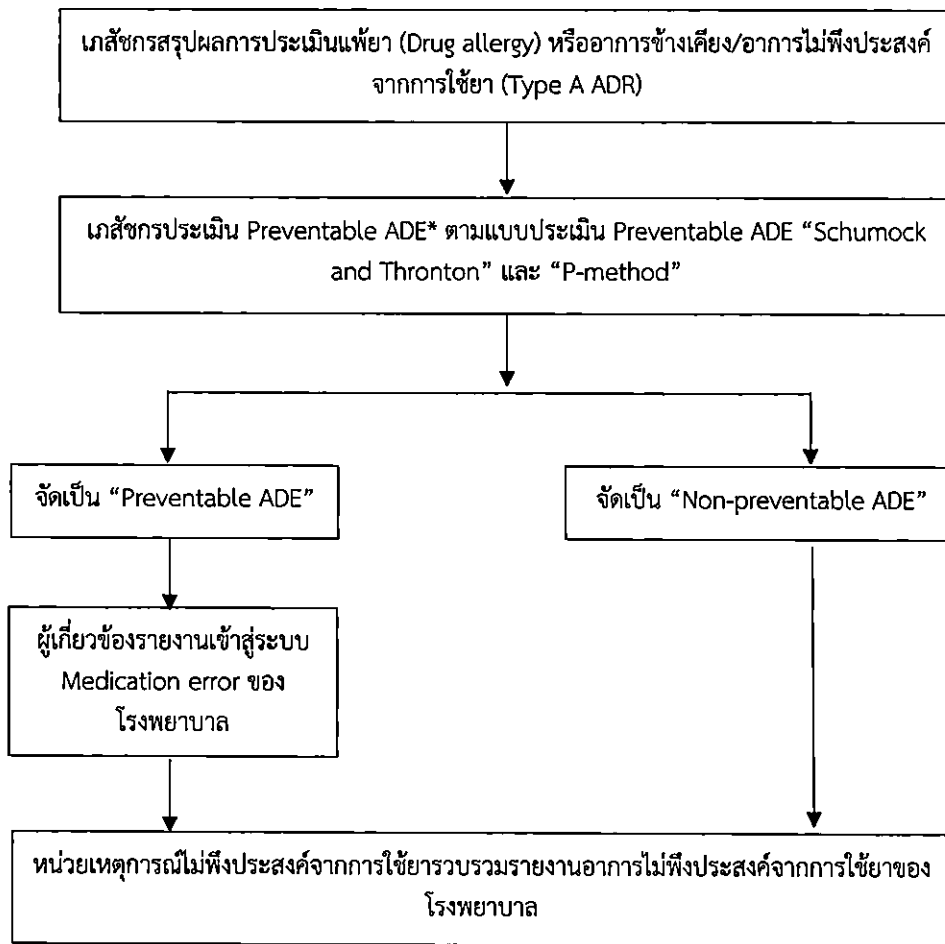 เภสัชกรสรุปผลการประเมินแพ้ยา (Drug allergy) หรืออาการข้างเคียง/อาการไม่พึงประสงค์
จากการใช้ยา (Type A ADR)
เภสัชกรประเมิน Preventable ADE* ตามแบบประเมิน Preventable ADE “Schumock
and Thronton” และ “P-method”
จัดเป็น “Preventable ADE”
จัดเป็น “Non-preventable ADE”
ผู้เกี่ยวข้องรายงานเข้าสู่ระบบ
Medication error ของ
โรงพยาบาล
หน่วยเหตุการณ์ไม่พึงประสงค์จากการใช้ยารวบรวมรายงานอาการไม่พึงประสงค์จากการใช้ยาของ
โรงพยาบาล